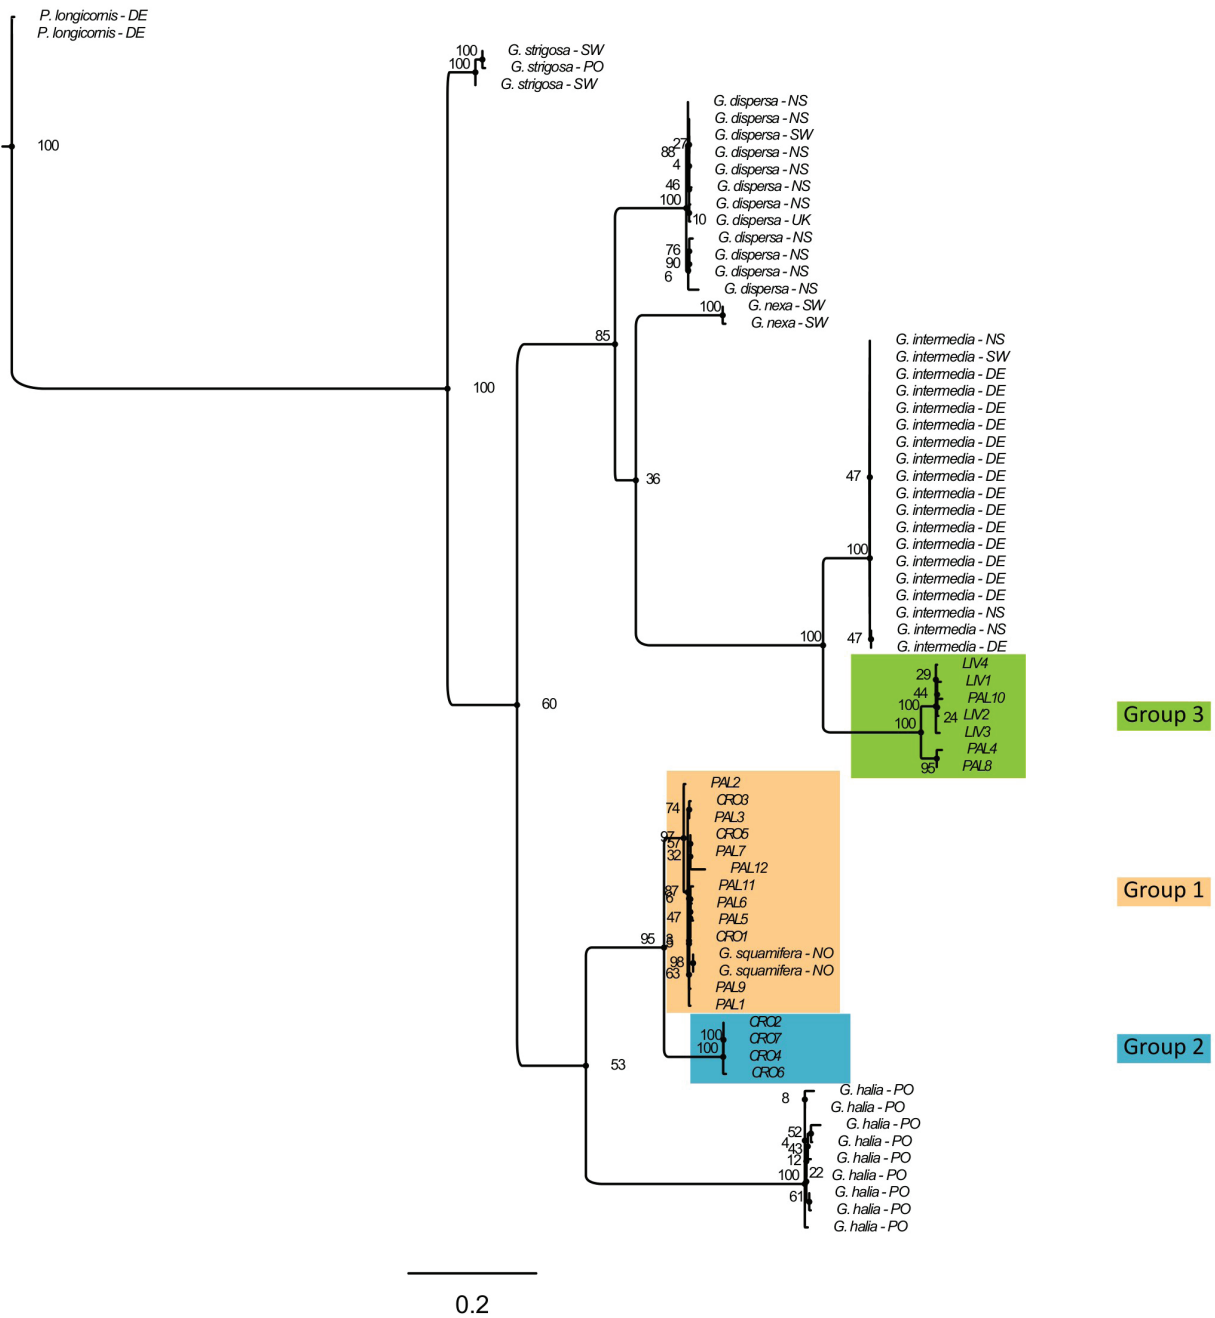 P. longicornis - DE
P. longicornis - DE
100
G. strigosa - SW
100
G. strigosa - PO
100
G. strigosa - SW
G. dispersa - NS
G. dispersa - NS
G. dispersa - SW
27
88
G. dispersa - NS
4
G. dispersa - NS
46
G. dispersa - NS
100
G. dispersa - NS
10
G. dispersa - UK
G. dispersa - NS
76
G. dispersa - NS
90
G. dispersa - NS
6
G. dispersa - NS
100
G. nexa - SW
G. nexa - SW
85
G. intermedia - NS
G. intermedia - SW
G. intermedia - DE
100
G. intermedia - DE
G. intermedia - DE
G. intermedia - DE
G. intermedia - DE
G. intermedia - DE
47
G. intermedia - DE
36
G. intermedia - DE
G. intermedia - DE
G. intermedia - DE
G. intermedia - DE
100
G. intermedia - DE
G. intermedia - DE
G. intermedia - DE
G. intermedia - NS
G. intermedia - NS
100
47
G. intermedia - DE
LIV4
29
LIV1
44
PAL10
100
24
LIV2
100
LIV3
PAL4
95
PAL8
Group 3
60
PAL2
CRO3
74
PAL3
97
57
CRO5
32
PAL7
PAL12
87
PAL11
6
PAL6
47
PAL5
95
CRO1
98
G. squamifera - NO
63
G. squamifera - NO
PAL9
PAL1
Group 1
CRO2
100
CRO7
100
CRO4
CRO6
Group 2
53
G. halia - PO
8
G. halia - PO
G. halia - PO
52
4
G. halia - PO
43
12
G. halia - PO
100
22
G. halia - PO
61
G. halia - PO
G. halia - PO
G. halia - PO
0.2